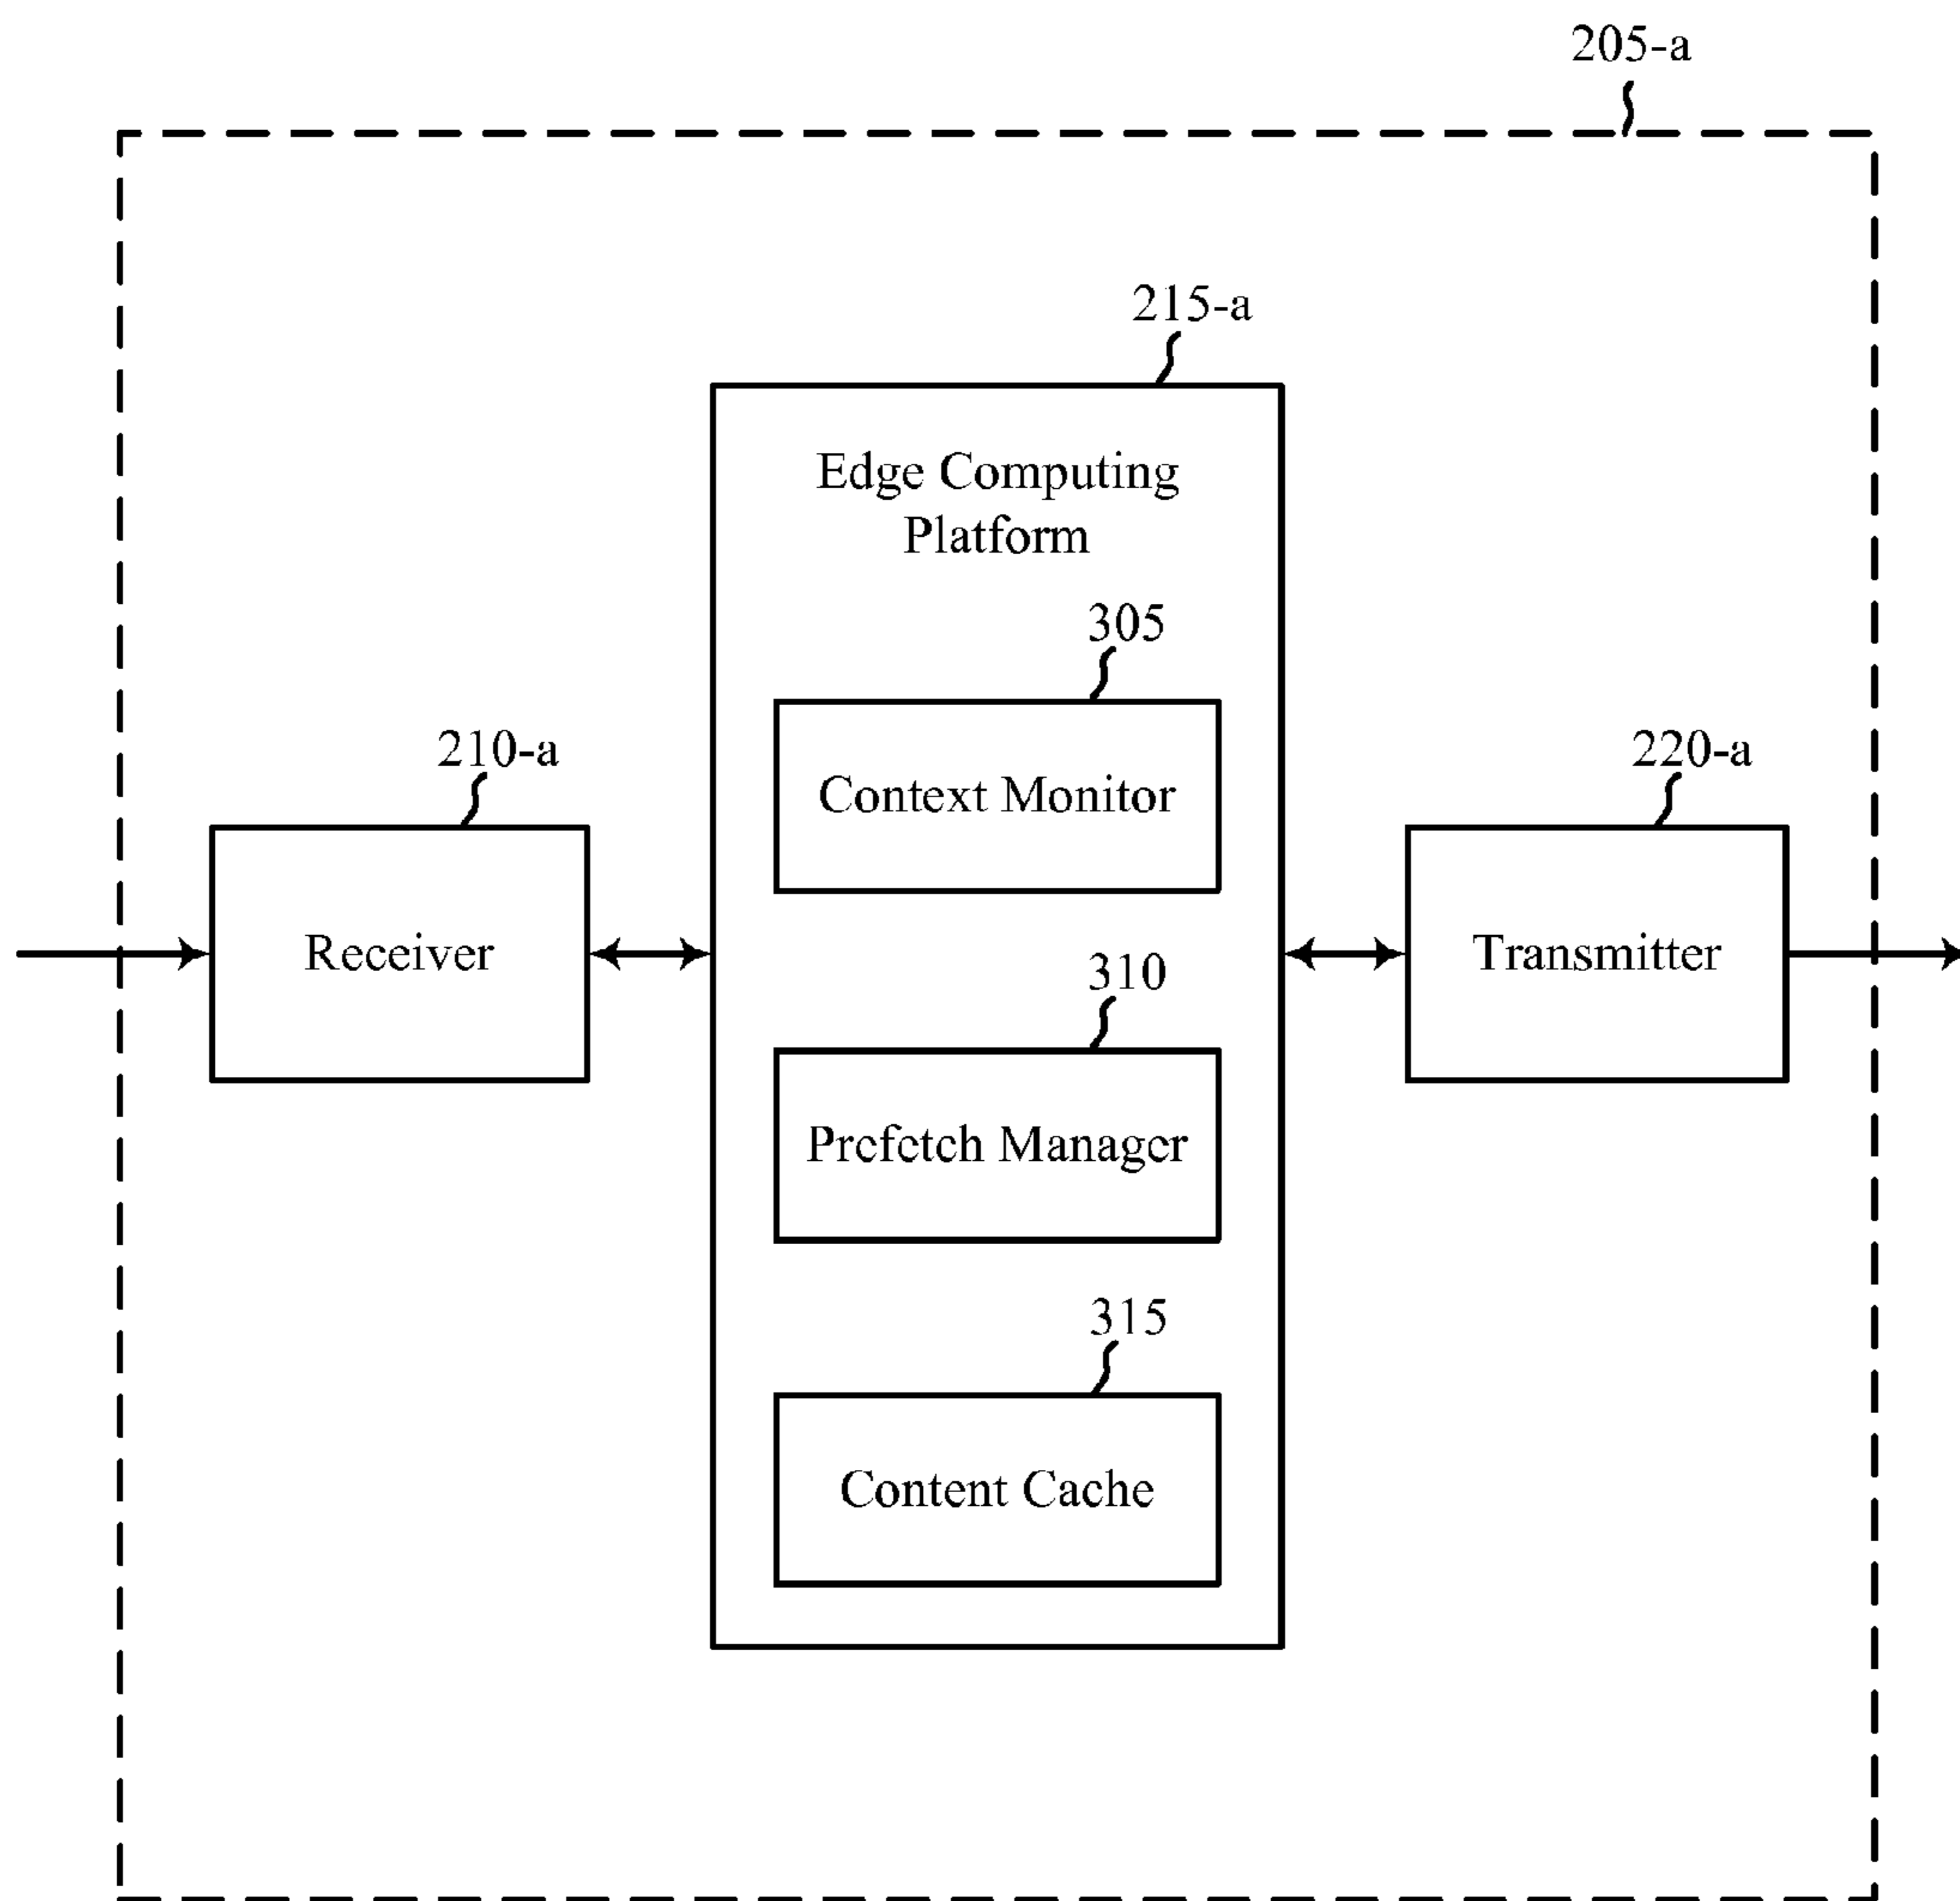 205-a
215-a
Edge Computing
Platform
305
Context Monitor
210-a
Receiver
220-a
Transmitter
310
Prefetch Manager
315
Content Cache